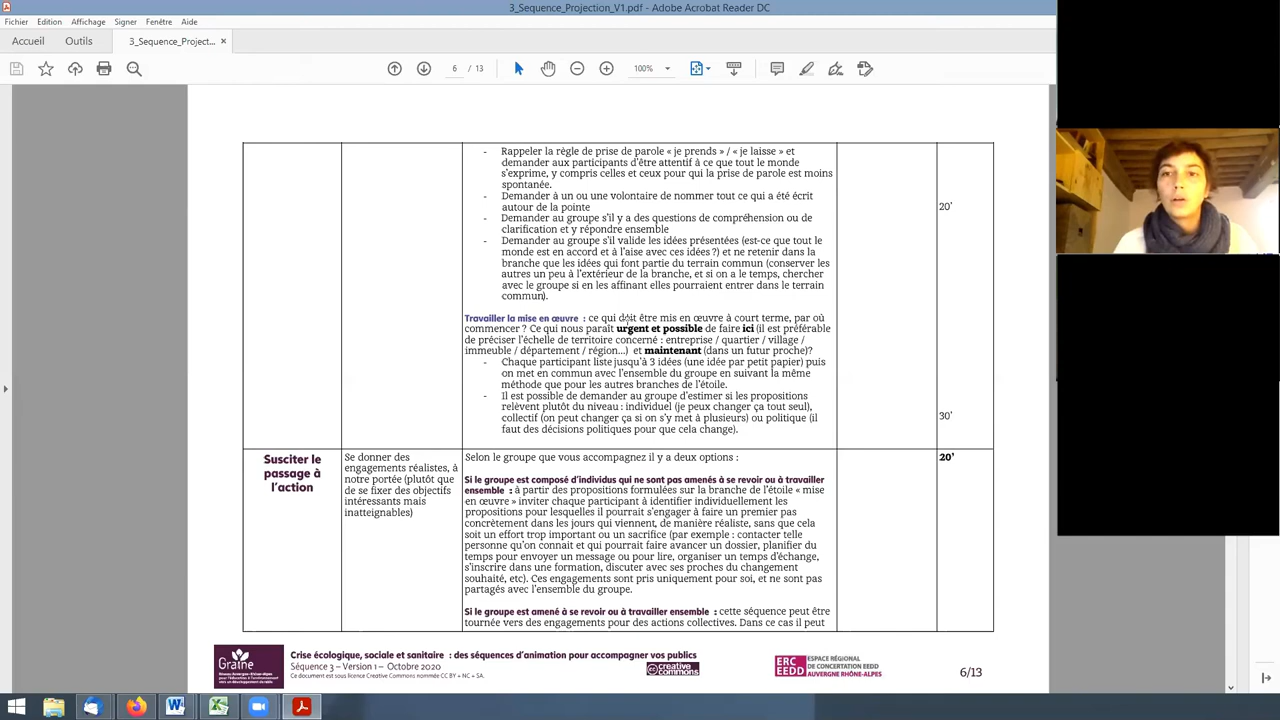 3_Sequence_Projection_V1.pdf - Adobe Acrobat Reader DC
Fichier Edition Affichage Signer Fenêtre Aide
Accueil Outils 3_Sequence_Project... ×
6 / 13 100%
- Rappeler la règle de prise de parole « je prends » / « je laisse » et
demander aux participants d'être attentif à ce que tout le monde
s'exprime, y compris celles et ceux pour qui la prise de parole est moins
spontanée.
- Demander à un ou une volontaire de nommer tout ce qui a été écrit
autour de la pointe
20'
- Demander au groupe s'il y a des questions de compréhension ou de
clarification et y répondre ensemble
- Demander au groupe s'il valide les idées présentées (est-ce que tout le
monde est en accord et à l'aise avec ces idées ?) et ne retenir dans la
branche que les idées qui font partie du terrain commun (conserver les
autres un peu à l'extérieur de la branche, et si on a le temps, chercher
avec le groupe si en les affinant elles pourraient entrer dans le terrain
commun).
Travailler la mise en œuvre : ce qui doit être mis en œuvre à court terme, par où
commencer ? Ce qui nous paraît urgent et possible de faire ici (il est préférable
de préciser l'échelle de territoire concerné : entreprise / quartier / village /
immeuble / département / région...) et maintenant (dans un futur proche)?
- Chaque participant liste jusqu'à 3 idées (une idée par petit papier) puis
on met en commun avec l'ensemble du groupe en suivant la même
méthode que pour les autres branches de l'étoile.
- Il est possible de demander au groupe d'estimer si les propositions
relèvent plutôt du niveau : individuel (je peux changer ça tout seul),
collectif (on peut changer ça si on s'y met à plusieurs) ou politique (il
faut des décisions politiques pour que cela change).
30'
Susciter le
passage à
l'action
Se donner des
engagements réalistes, à
notre portée (plutôt que
de se fixer des objectifs
intéressants mais
inatteignables)
Selon le groupe que vous accompagnez il y a deux options :
20'
Si le groupe est composé d'individus qui ne sont pas amenés à se revoir ou à travailler
ensemble : à partir des propositions formulées sur la branche de l'étoile « mise
en œuvre » inviter chaque participant à identifier individuellement les
propositions pour lesquelles il pourrait s'engager à faire un premier pas
concrètement dans les jours qui viennent, de manière réaliste, sans que cela
soit un effort trop important ou un sacrifice (par exemple : contacter telle
personne qu'on connait et qui pourrait faire avancer un dossier, planifier du
temps pour envoyer un message ou pour lire, organiser un temps d'échange,
s'inscrire dans une formation, discuter avec ses proches du changement
souhaité, etc). Ces engagements sont pris uniquement pour soi, et ne sont pas
partagés avec l'ensemble du groupe.
Si le groupe est amené à se revoir ou à travailler ensemble : cette séquence peut être
tournée vers des engagements pour des actions collectives. Dans ce cas il peut
Graine
Crise écologique, sociale et sanitaire : des séquences d'animation pour accompagner vos publics
Séquence 3 – Version 1 – Octobre 2020
Ce document est sous licence Creative Commons nommée CC BY + NC + SA.
creative commons
ERC EEDD
ESPACE RÉGIONAL
DE CONCERTATION EEDD
AUVERGNE RHÔNE-ALPES
6/13